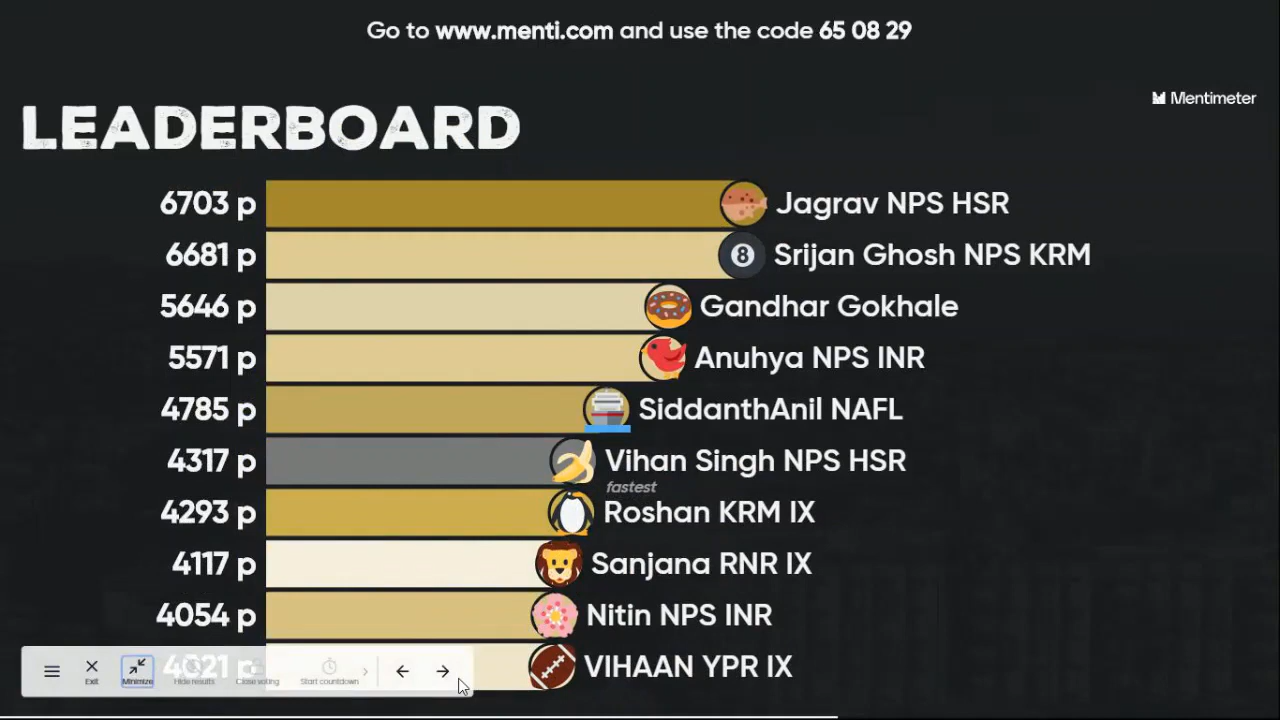 Go to www.menti.com and use the code 65 08 29
Mentimeter
LEADERBOARD
6703 p Jagrav NPS HSR
6681 p 8 Srijan Ghosh NPS KRM
5646 p Gandhar Gokhale
5571 p Anuhya NPS INR
4785 p SiddanthAnil NAFL
4317 p Vihan Singh NPS HSR
fastest
4293 p Roshan KRM IX
4117 p Sanjana RNR IX
4054 p Nitin NPS INR
4021 p VIHAAN YPR IX
Exit Minimize Hide results Close voting Start countdown